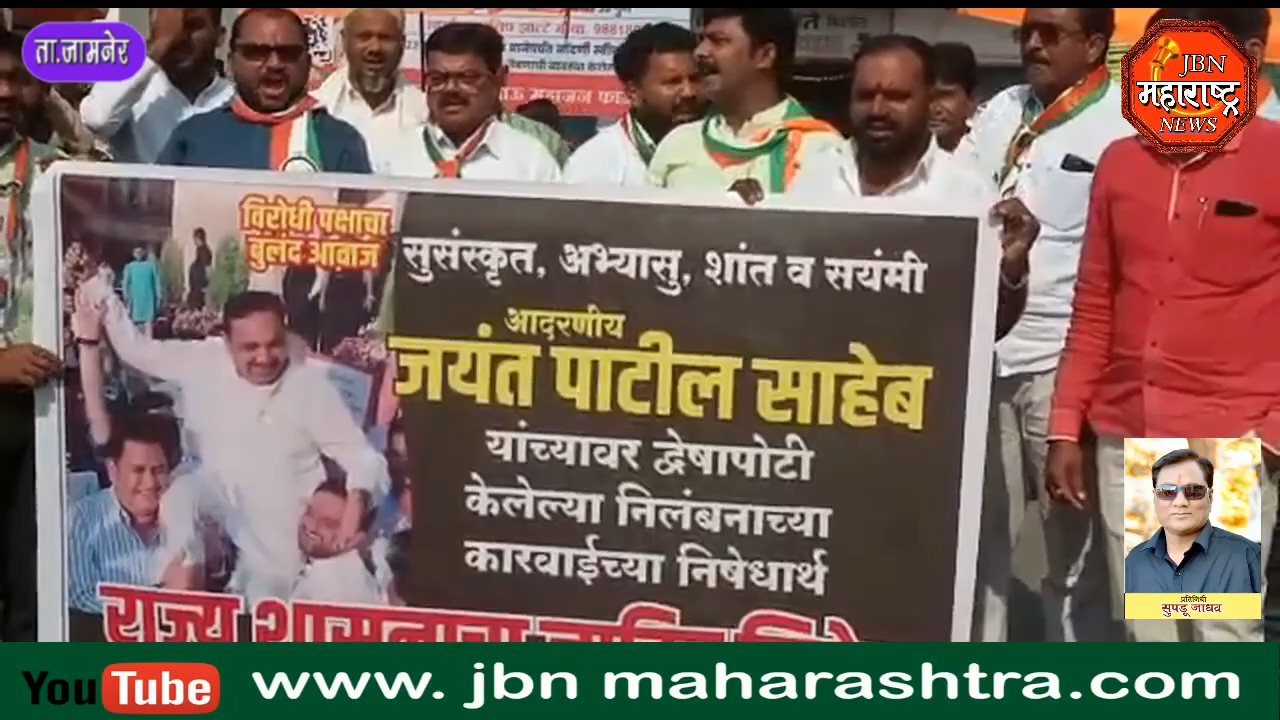 ता.जामनेर
JBN
महाराष्ट्र
NEWS
विरोधी पक्षाचा
बुलंद आवाज
सुसंस्कृत, अभ्यासु, शांत व सयंमी
आदरणीय
जयंत पाटील साहेब
यांच्यावर द्वेषापोटी
केलेल्या निलंबनाच्या
कारवाईच्या निषेधार्थ
राज्य शासनाचा
प्रतिनिधी
सुपडू जाधव
YouTube www. jbn maharashtra.com